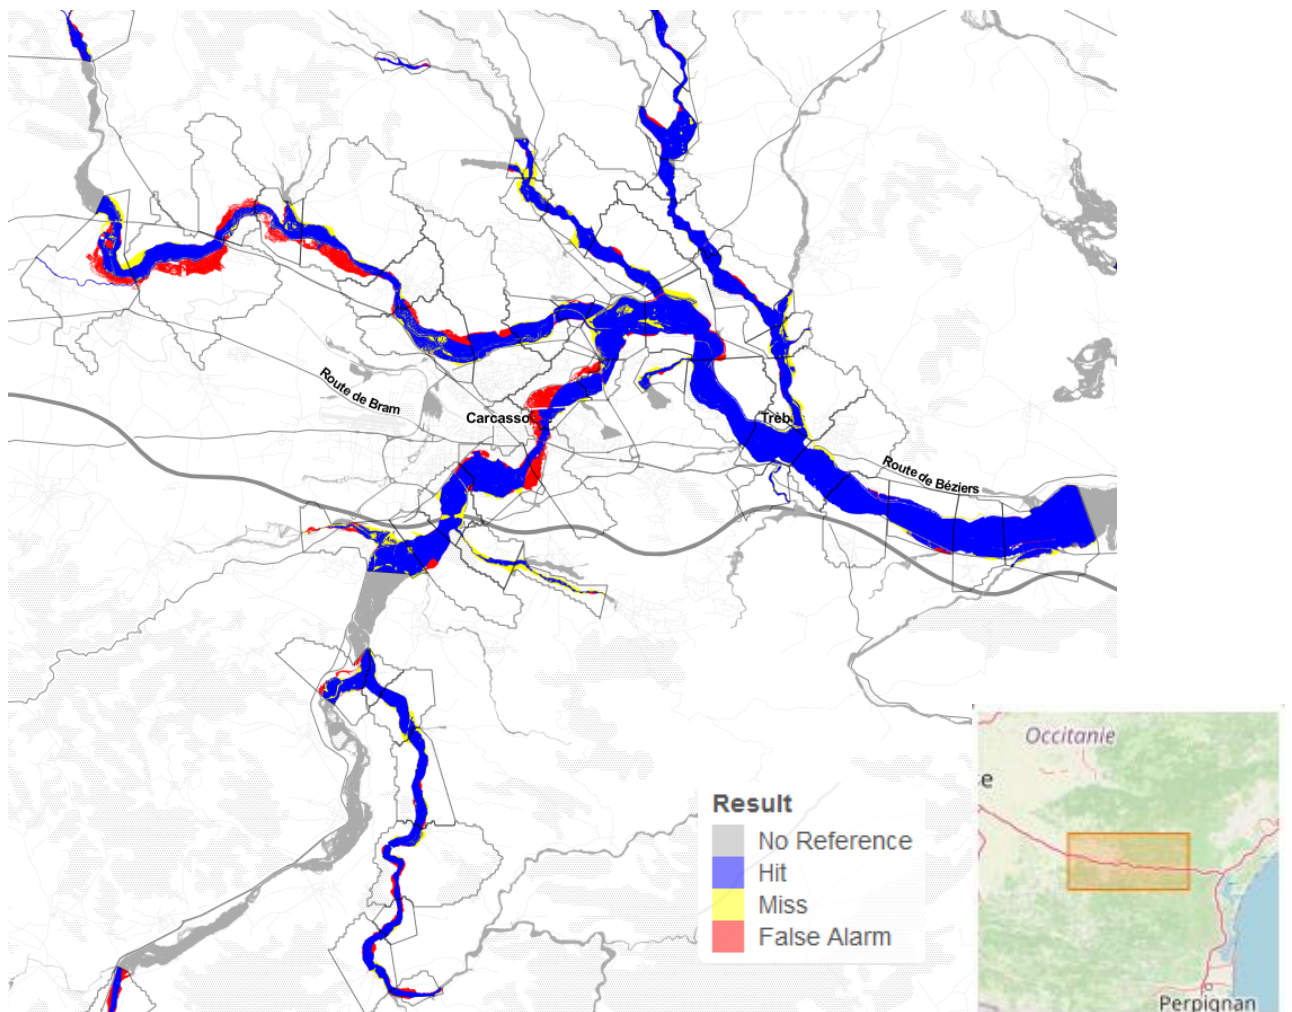 Route de Bram
Carcasso
Trèb
Route de Béziers
Result
No Reference
Hit
Miss
False Alarm
Occitanie
e
Perpignan